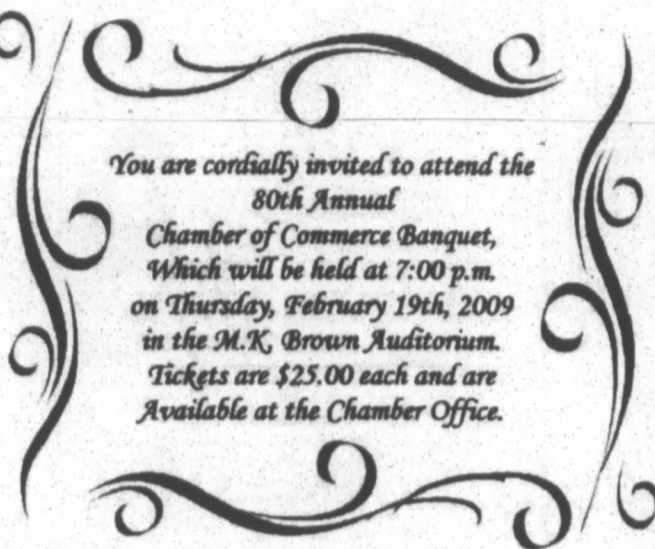 You are cordially invited to attend the
80th Annual
Chamber of Commerce Banquet,
Which will be held at 7:00 p.m.
on Thursday, February 19th, 2009
in the M.K. Brown Auditorium.
Tickets are $25.00 each and are
Available at the Chamber Office.